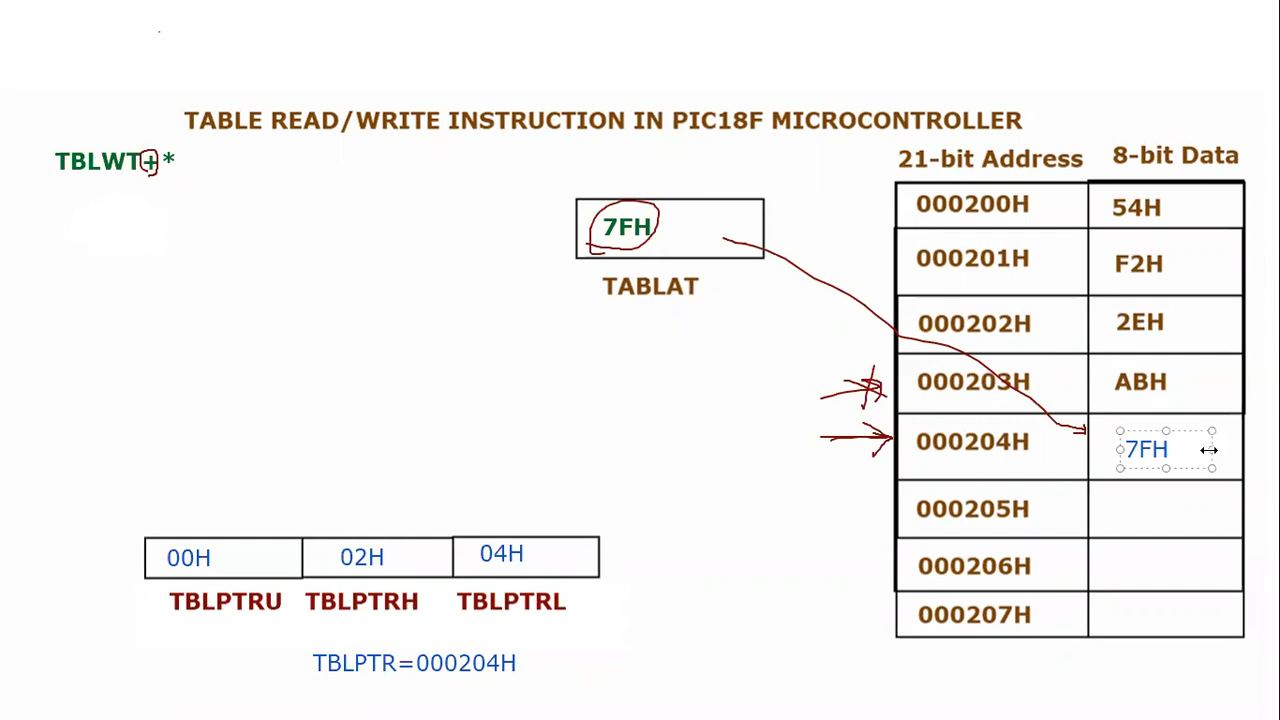 TABLE READ/WRITE INSTRUCTION IN PIC18F MICROCONTROLLER
TBLWT+*
21-bit Address 8-bit Data
000200H 54H
7FH
TABLAT
000201H F2H
000202H 2EH
000203H ABH
000204H 7FH
000205H
000206H
000207H
00H 02H 04H
TBLPTRU TBLPTRH TBLPTRL
TBLPTR=000204H